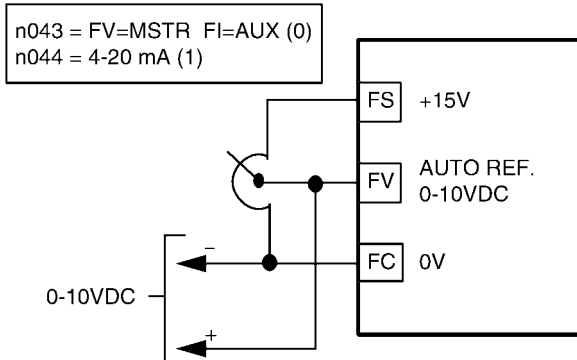 n043 = FV=MSTR FI=AUX (0)
n044 = 4-20 mA (1)
FS +15V
FV AUTO REF.
0-10VDC
FC 0V
−
0-10VDC
+